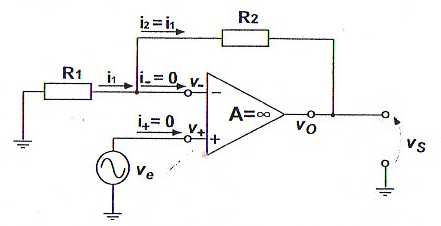 i₂ = i₁
R2
R1
i₁
i₋ = 0
v₋
−
A=∞
i₊ = 0
v₊
+
vₒ
vₛ
vₑ